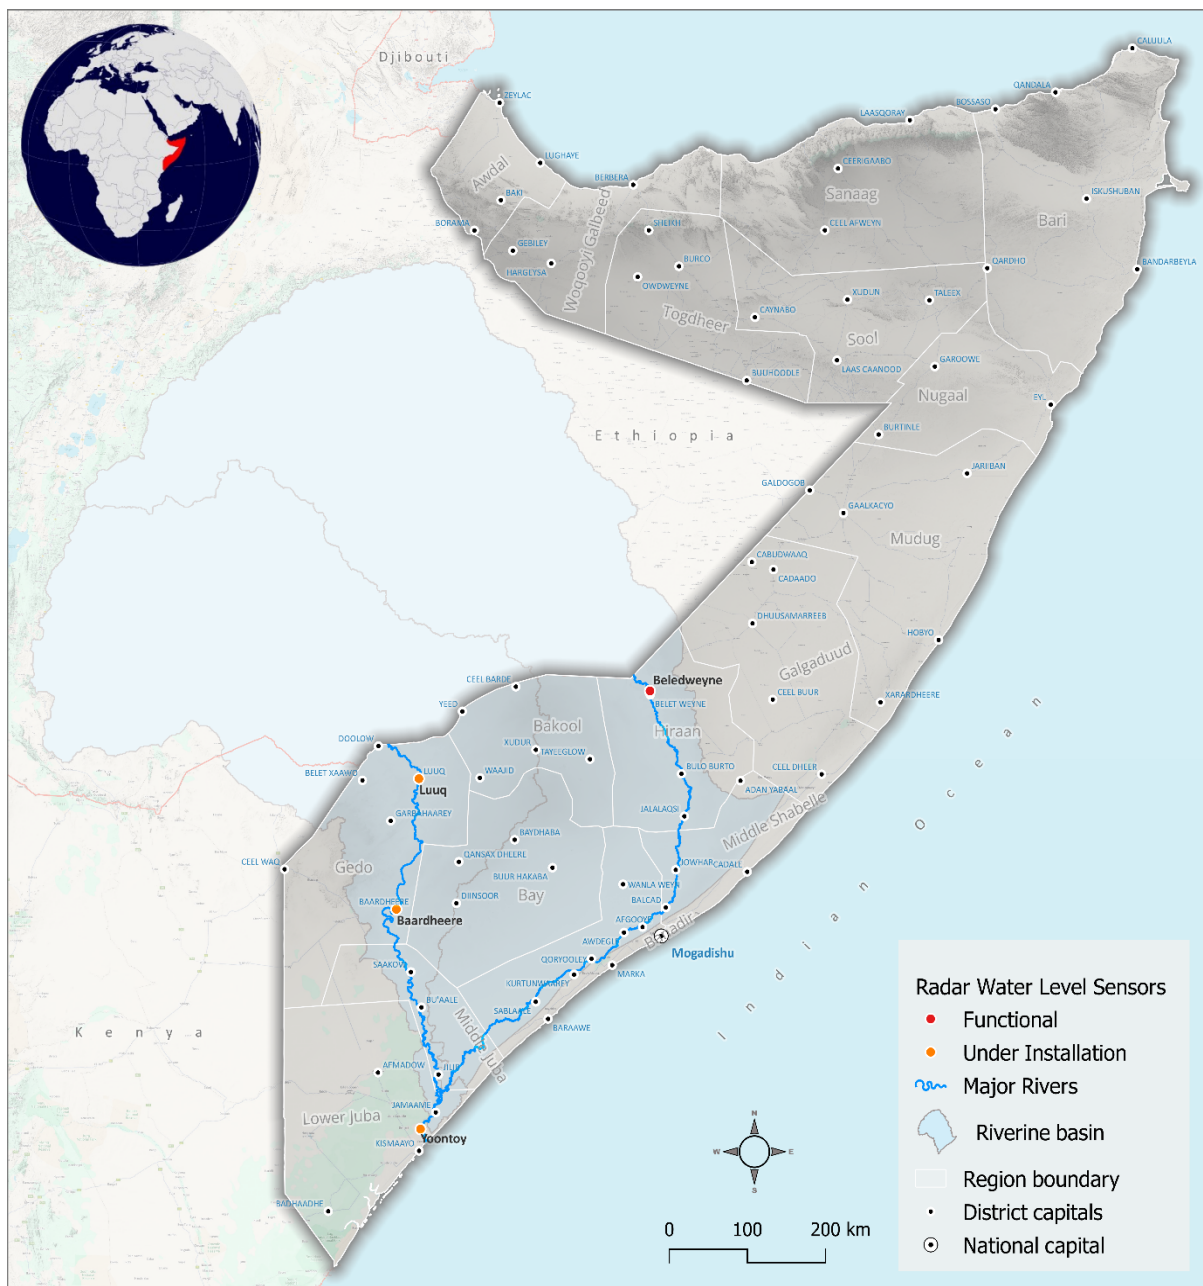 Djibouti
CALUULA
QANDALA
BOSSASO
LAASQORAY
ZEYLAC
LUGHAYE
BERBERA
CEERIGAABO
Awdal
Sanaag
ISKUSHUBAN
BAKI
Bari
BORAMA
SHEIKH
CEEL AFWEYN
Woqooyi Galbeed
GEBILEY
HARGEYSA
BURCO
OWDWEYNE
QARDHO
BANDARBEYLA
XUDUN
TALEEX
Togdheer
CAYNABO
Sool
LAAS CAANOOD
GAROOWE
BUUHOODLE
Nugaal
EYL
Ethiopia
BURTINLE
JARIIBAN
GALDOGOB
GAALKACYO
Mudug
CABUDWAAQ
CADAADO
DHUUSAMARREEB
HOBYO
Galgaduud
CEEL BARDE
Beledweyne
BELET WEYNE
CEEL BUUR
XARARDHEERE
YEED
Bakool
Hiraan
DOOLOW
XUDUR
TAYEEGLOW
BELET XAAWO
LUUQ
Luuq
WAAJID
BULO BURTO
CEEL DHEER
ADAN YABAAL
GARBAHAAREY
JALALAQSI
Middle Shabelle
BAYDHABA
CEEL WAQ
Gedo
QANSAX DHEERE
BUUR HAKABA
JOWHAR
CADALE
WANLA WEYN
BAARDHEERE
Baardheere
DIINSOOR
Bay
BALCAD
AFGOOYE
Banadir
AWDEGLE
Mogadishu
QORYOOLEY
MARKA
SAAKOW
KURTUNWAAREY
BU'AALE
SABLAALE
BARAAWE
Middle Juba
Kenya
Indian Ocean
AFMADOW
JILIB
Lower Juba
JAMAAME
Yoontoy
KISMAAYO
BADHAADHE
N
W
E
S
0 100 200 km
Radar Water Level Sensors
Functional
Under Installation
Major Rivers
Riverine basin
Region boundary
District capitals
National capital